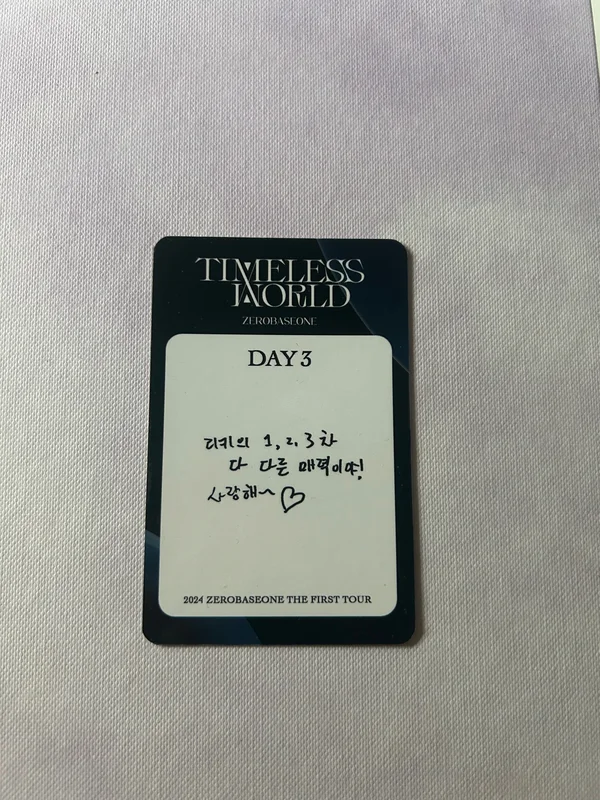 TIMELESS
WORLD
ZEROBASEONE
DAY 3
리키의 1, 2, 3 차
다 다른 매력이야!
사랑해~ ♡
2024 ZEROBASEONE THE FIRST TOUR